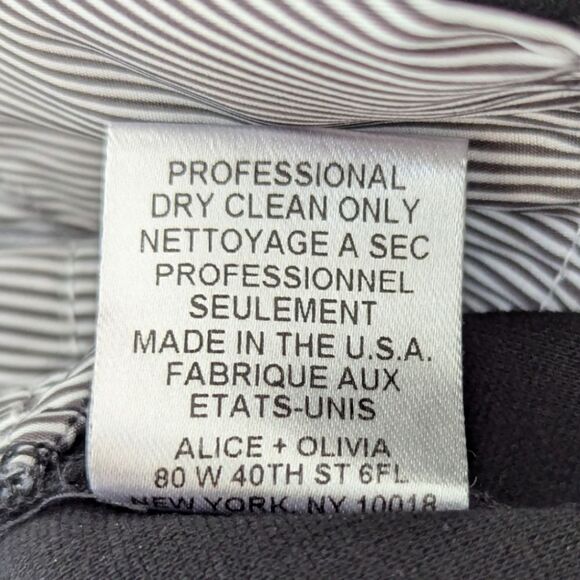 PROFESSIONAL
DRY CLEAN ONLY
NETTOYAGE A SEC
PROFESSIONNEL
SEULEMENT
MADE IN THE U.S.A.
FABRIQUE AUX
ETATS-UNIS
ALICE + OLIVIA
80 W 40TH ST 6FL
NEW YORK, NY 10018